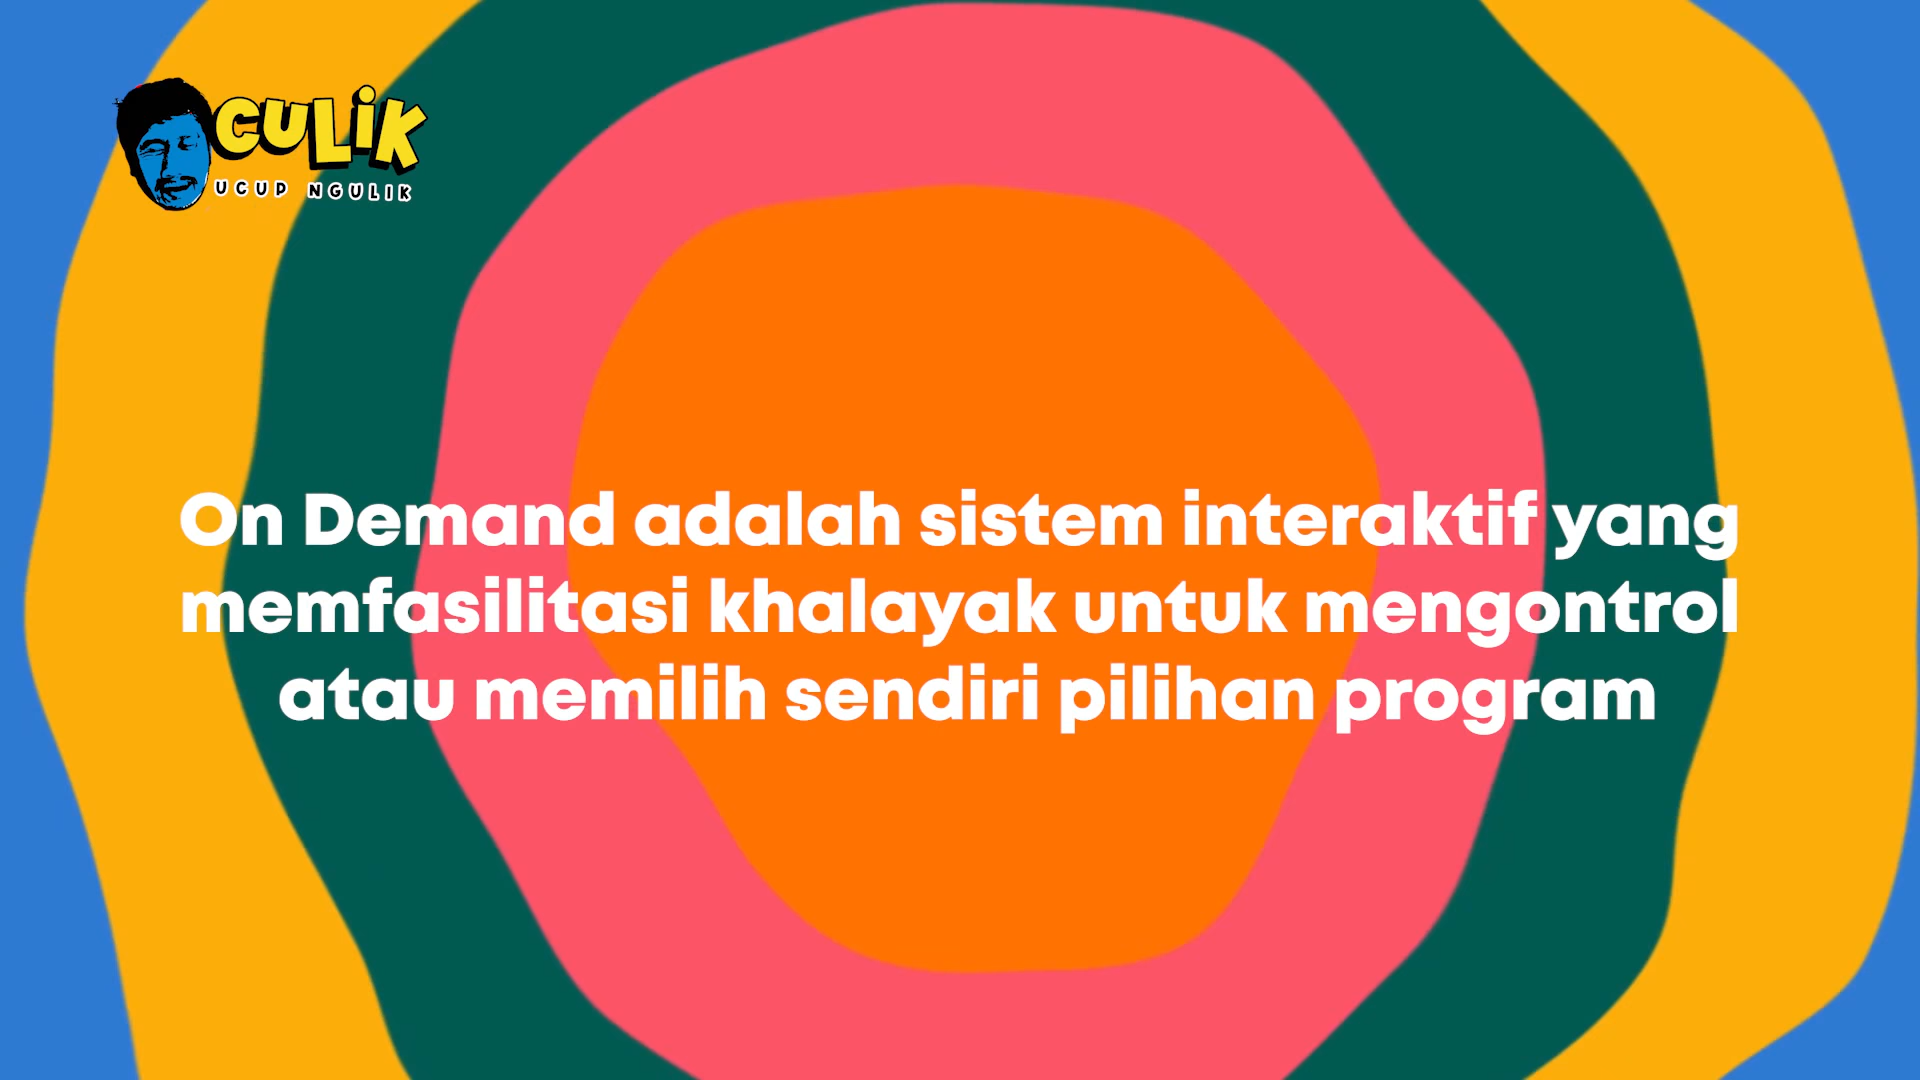 CULiK
UCUP NGULIK
On Demand adalah sistem interaktif yang
memfasilitasi khalayak untuk mengontrol
atau memilih sendiri pilihan program